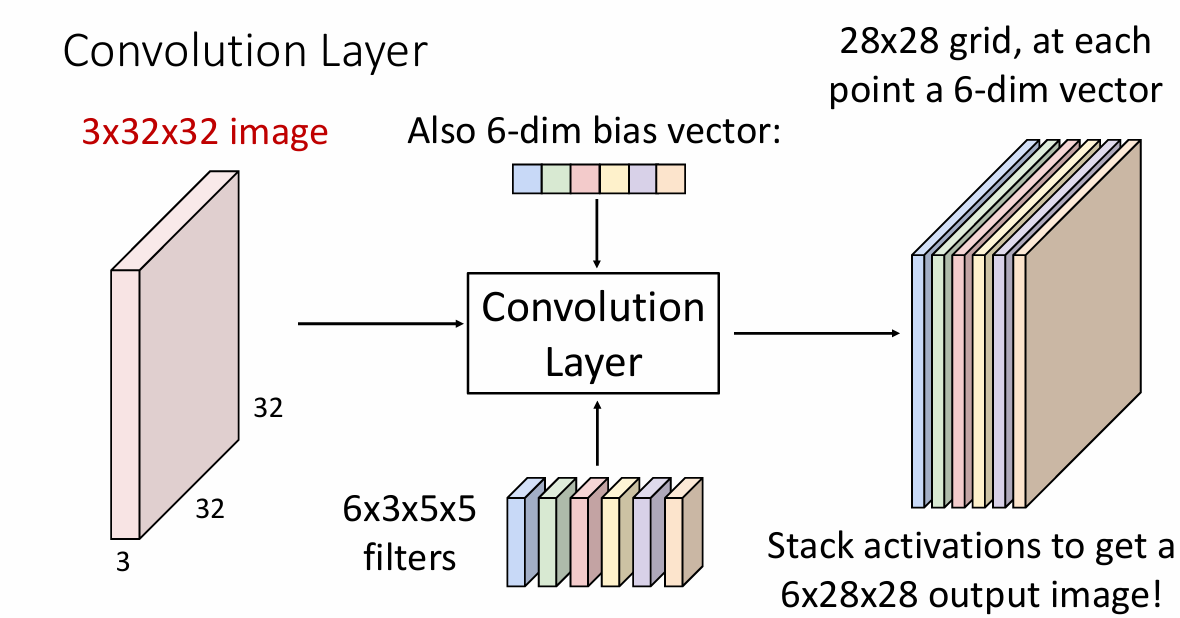 Convolution Layer
3x32x32 image
32
32
3
Also 6-dim bias vector:
Convolution
Layer
6x3x5x5
filters
28x28 grid, at each
point a 6-dim vector
Stack activations to get a
6x28x28 output image!